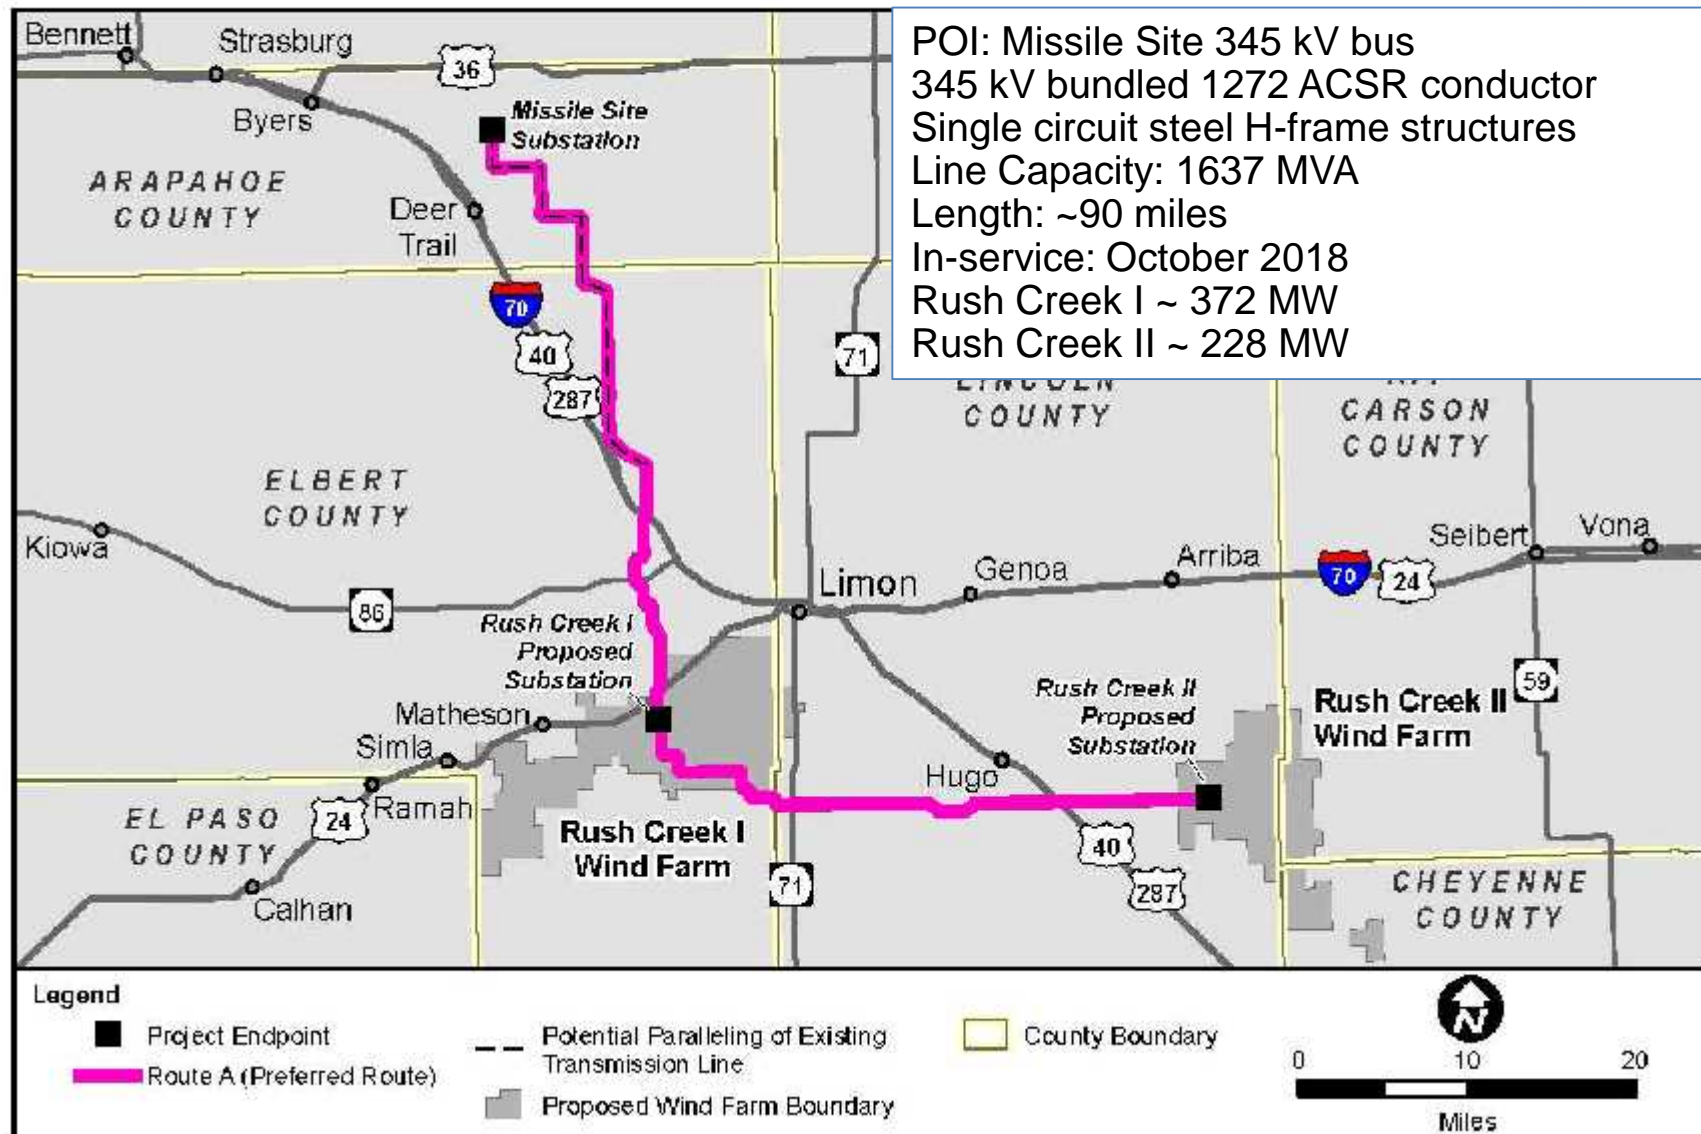 POI: Missile Site 345 kV bus
345 kV bundled 1272 ACSR conductor
Single circuit steel H-frame structures
Line Capacity: 1637 MVA
Length: ~90 miles
In-service: October 2018
Rush Creek I ~ 372 MW
Rush Creek II ~ 228 MW
Bennett
Strasburg
36
Byers
Missile Site
Substation
ARAPAHOE
COUNTY
Deer
Trail
70
40
287
71
LINCOLN
COUNTY
CARSON
COUNTY
ELBERT
COUNTY
Kiowa
86
Limon
Genoa
Arriba
70
24
Seibert
Vona
Rush Creek I
Proposed
Substation
Matheson
Simla
Ramah
24
EL PASO
COUNTY
Calhan
Rush Creek I
Wind Farm
71
Hugo
40
287
Rush Creek II
Proposed
Substation
Rush Creek II
Wind Farm
59
CHEYENNE
COUNTY
Legend
Project Endpoint
Route A (Preferred Route)
Potential Paralleling of Existing
Transmission Line
Proposed Wind Farm Boundary
County Boundary
N
0 10 20
Miles